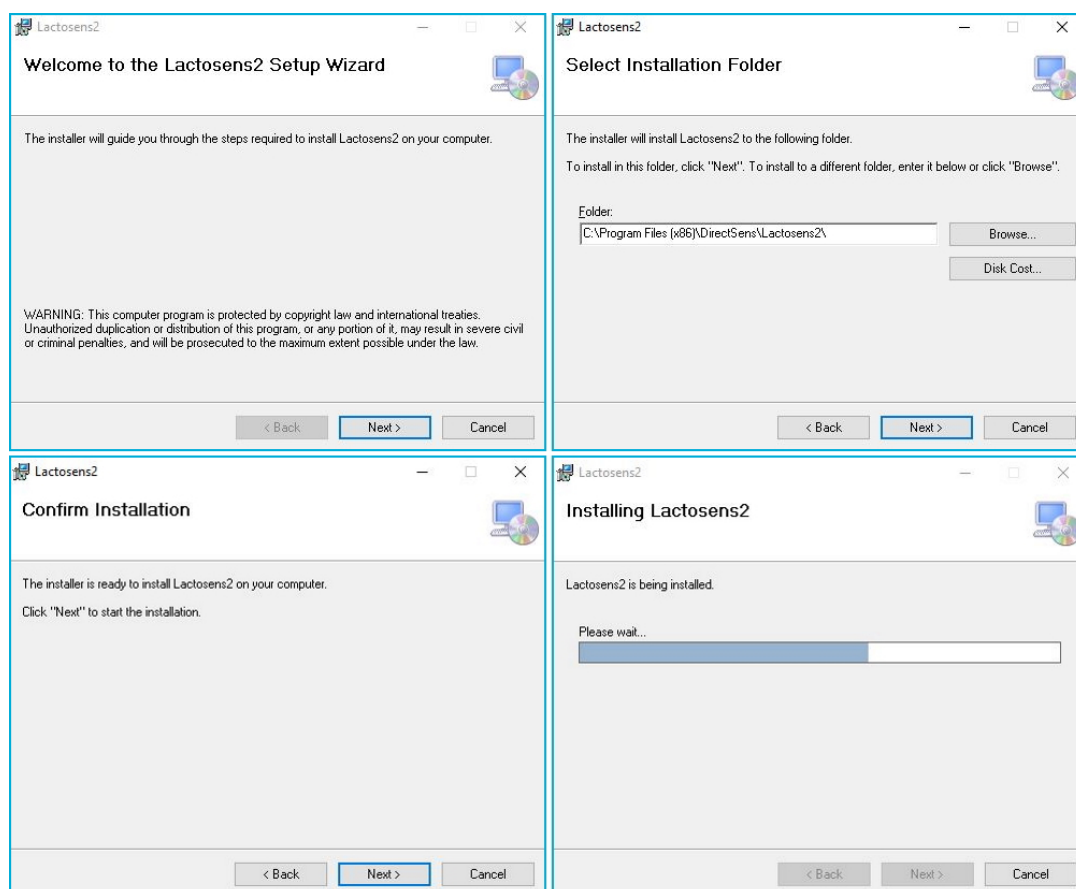 Lactosens2
Welcome to the Lactosens2 Setup Wizard
The installer will guide you through the steps required to install Lactosens2 on your computer.
WARNING: This computer program is protected by copyright law and international treaties.
Unauthorized duplication or distribution of this program, or any portion of it, may result in severe civil
or criminal penalties, and will be prosecuted to the maximum extent possible under the law.
< Back
Next >
Cancel
Lactosens2
Select Installation Folder
The installer will install Lactosens2 to the following folder.
To install in this folder, click "Next". To install to a different folder, enter it below or click "Browse".
Folder:
C:\Program Files (x86)\DirectSens\Lactosens2\
Browse...
Disk Cost...
< Back
Next >
Cancel
Lactosens2
Confirm Installation
The installer is ready to install Lactosens2 on your computer.
Click "Next" to start the installation.
< Back
Next >
Cancel
Lactosens2
Installing Lactosens2
Lactosens2 is being installed.
Please wait...
< Back
Next >
Cancel